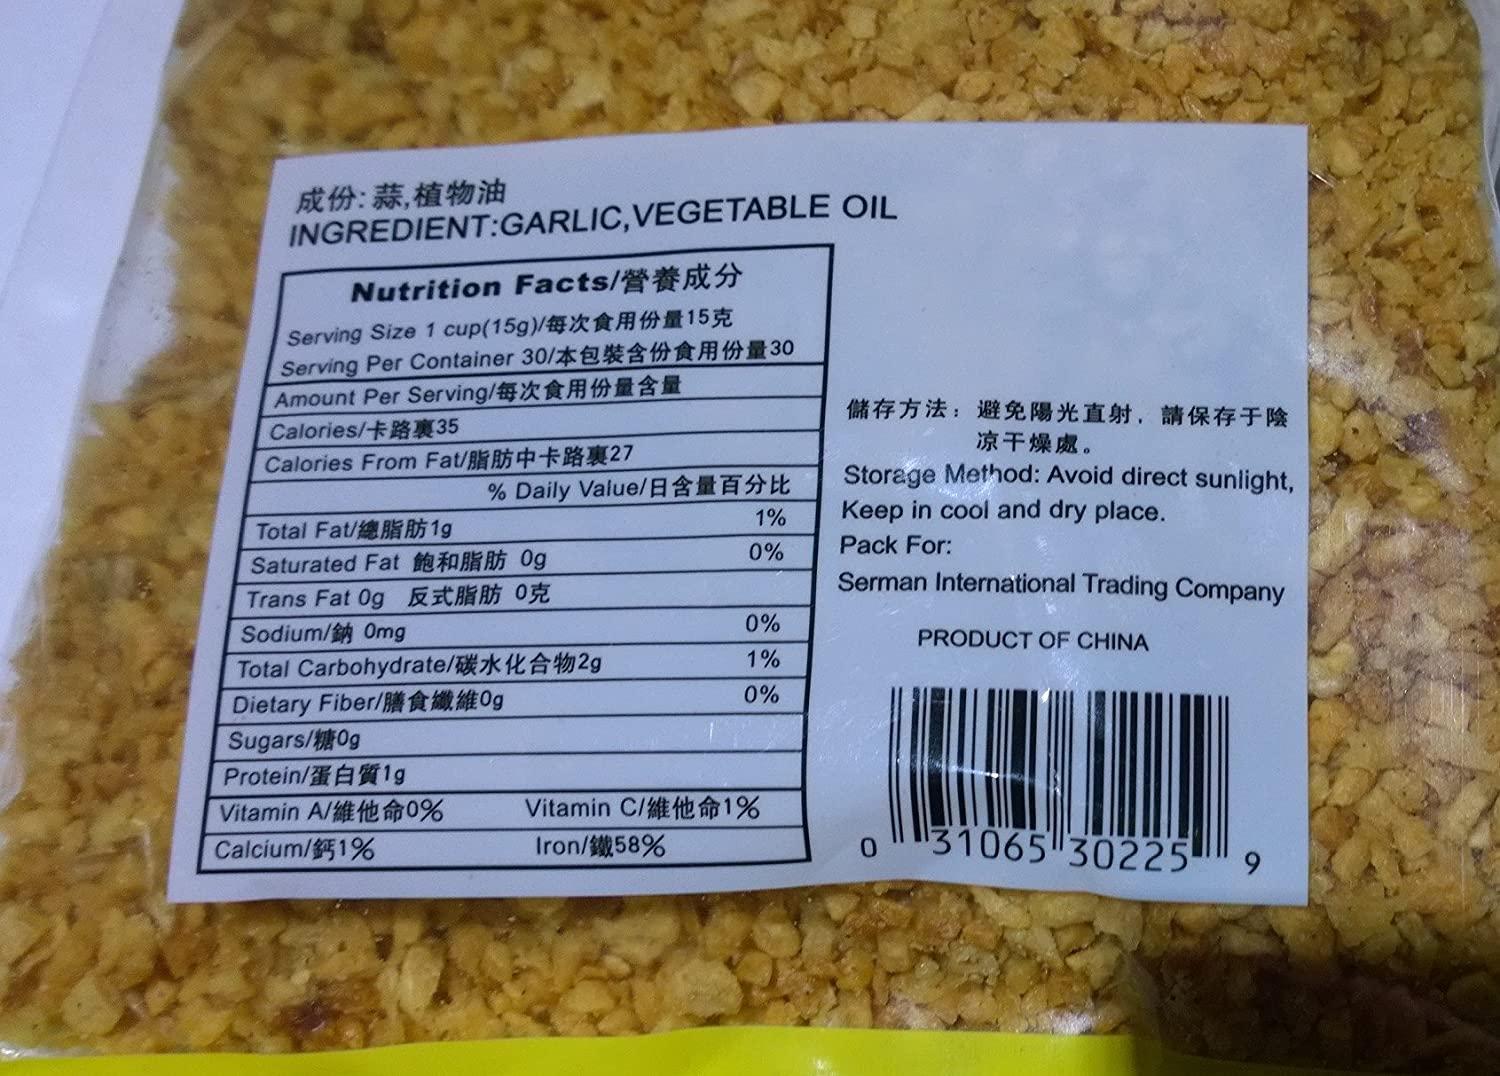 成份: 蒜,植物油
INGREDIENT:GARLIC,VEGETABLE OIL
Nutrition Facts/營養成分
Serving Size 1 cup(15g)/每次食用份量15克
Serving Per Container 30/本包裝含份食用份量30
Amount Per Serving/每次食用份量含量
Calories/卡路裏35
Calories From Fat/脂肪中卡路裏27
% Daily Value/日含量百分比
Total Fat/總脂肪1g 1%
Saturated Fat 飽和脂肪 0g 0%
Trans Fat 0g 反式脂肪 0克
Sodium/鈉 0mg 0%
Total Carbohydrate/碳水化合物2g 1%
Dietary Fiber/膳食纖維0g 0%
Sugars/糖0g
Protein/蛋白質1g
Vitamin A/維他命0% Vitamin C/維他命1%
Calcium/鈣1% Iron/鐵58%
儲存方法：避免陽光直射，請保存于陰
凉干燥處。
Storage Method: Avoid direct sunlight,
Keep in cool and dry place.
Pack For:
Serman International Trading Company
PRODUCT OF CHINA
0 31065 30225 9